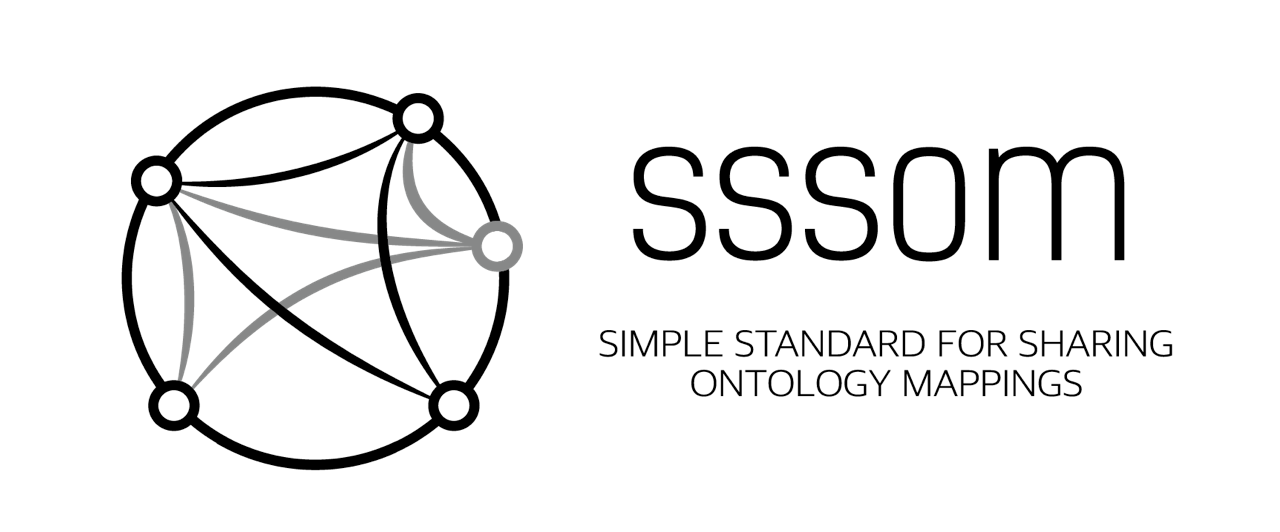 sssom
SIMPLE STANDARD FOR SHARING
ONTOLOGY MAPPINGS